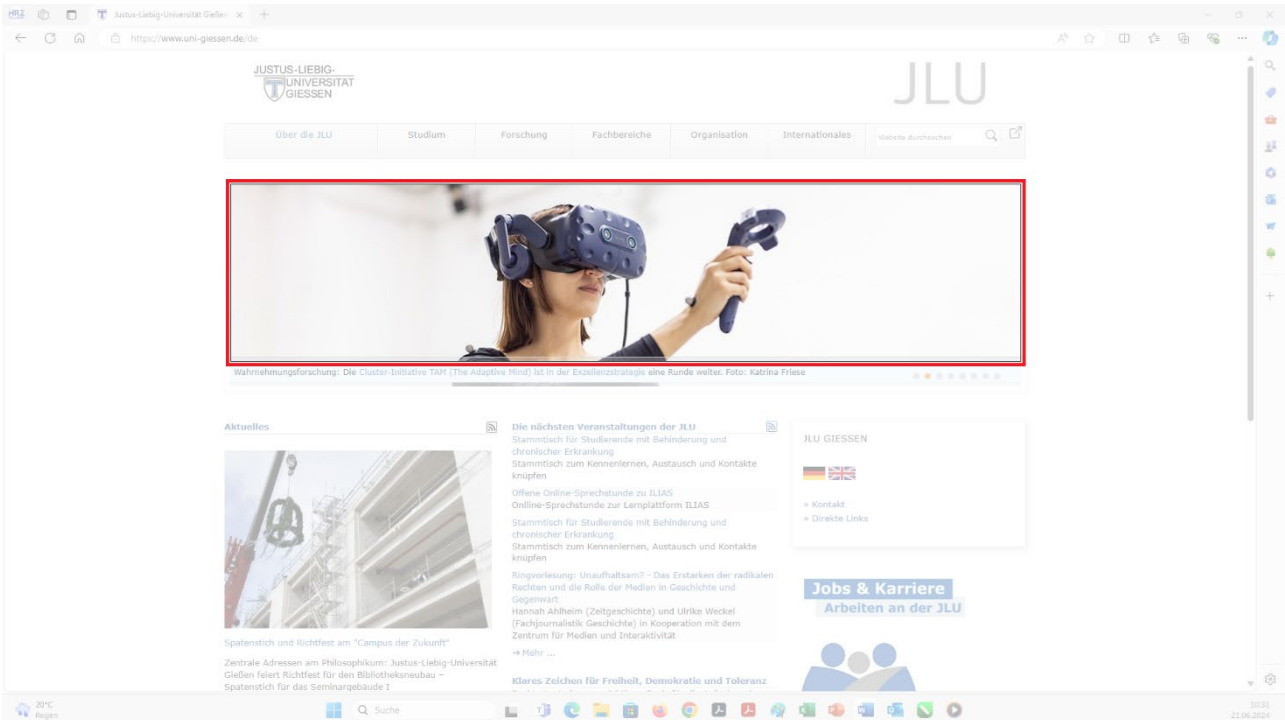 HRZ
Justus-Liebig-Universität Gießen
https://www.uni-giessen.de/de
JUSTUS-LIEBIG-
UNIVERSITÄT
GIESSEN
JLU
Über die JLU
Studium
Forschung
Fachbereiche
Organisation
Internationales
Website durchsuchen
Wahrnehmungsforschung: Die Cluster-Initiative TAM (The Adaptive Mind) ist in der Exzellenzstrategie eine Runde weiter. Foto: Katrina Friese
Aktuelles
Spatenstich und Richtfest am "Campus der Zukunft"
Zentrale Adressen am Philosophikum: Justus-Liebig-Universität
Gießen feiert Richtfest für den Bibliotheksneubau –
Spatenstich für das Seminargebäude I
Die nächsten Veranstaltungen der JLU
Stammtisch für Studierende mit Behinderung und
chronischer Erkrankung
Stammtisch zum Kennenlernen, Austausch und Kontakte
knüpfen
Offene Online-Sprechstunde zu ILIAS
Onlline-Sprechstunde zur Lernplattform ILIAS
Stammtisch für Studierende mit Behinderung und
chronischer Erkrankung
Stammtisch zum Kennenlernen, Austausch und Kontakte
knüpfen
Ringvorlesung: Unaufhaltsam? - Das Erstarken der radikalen
Rechten und die Rolle der Medien in Geschichte und
Gegenwart
Hannah Ahlheim (Zeitgeschichte) und Ulrike Weckel
(Fachjournalistik Geschichte) in Kooperation mit dem
Zentrum für Medien und Interaktivität
→ Mehr ...
Klares Zeichen für Freiheit, Demokratie und Toleranz
JLU GIESSEN
» Kontakt
» Direkte Links
Jobs & Karriere
Arbeiten an der JLU
20°C
Regen
Suche
10:31
21.06.2024